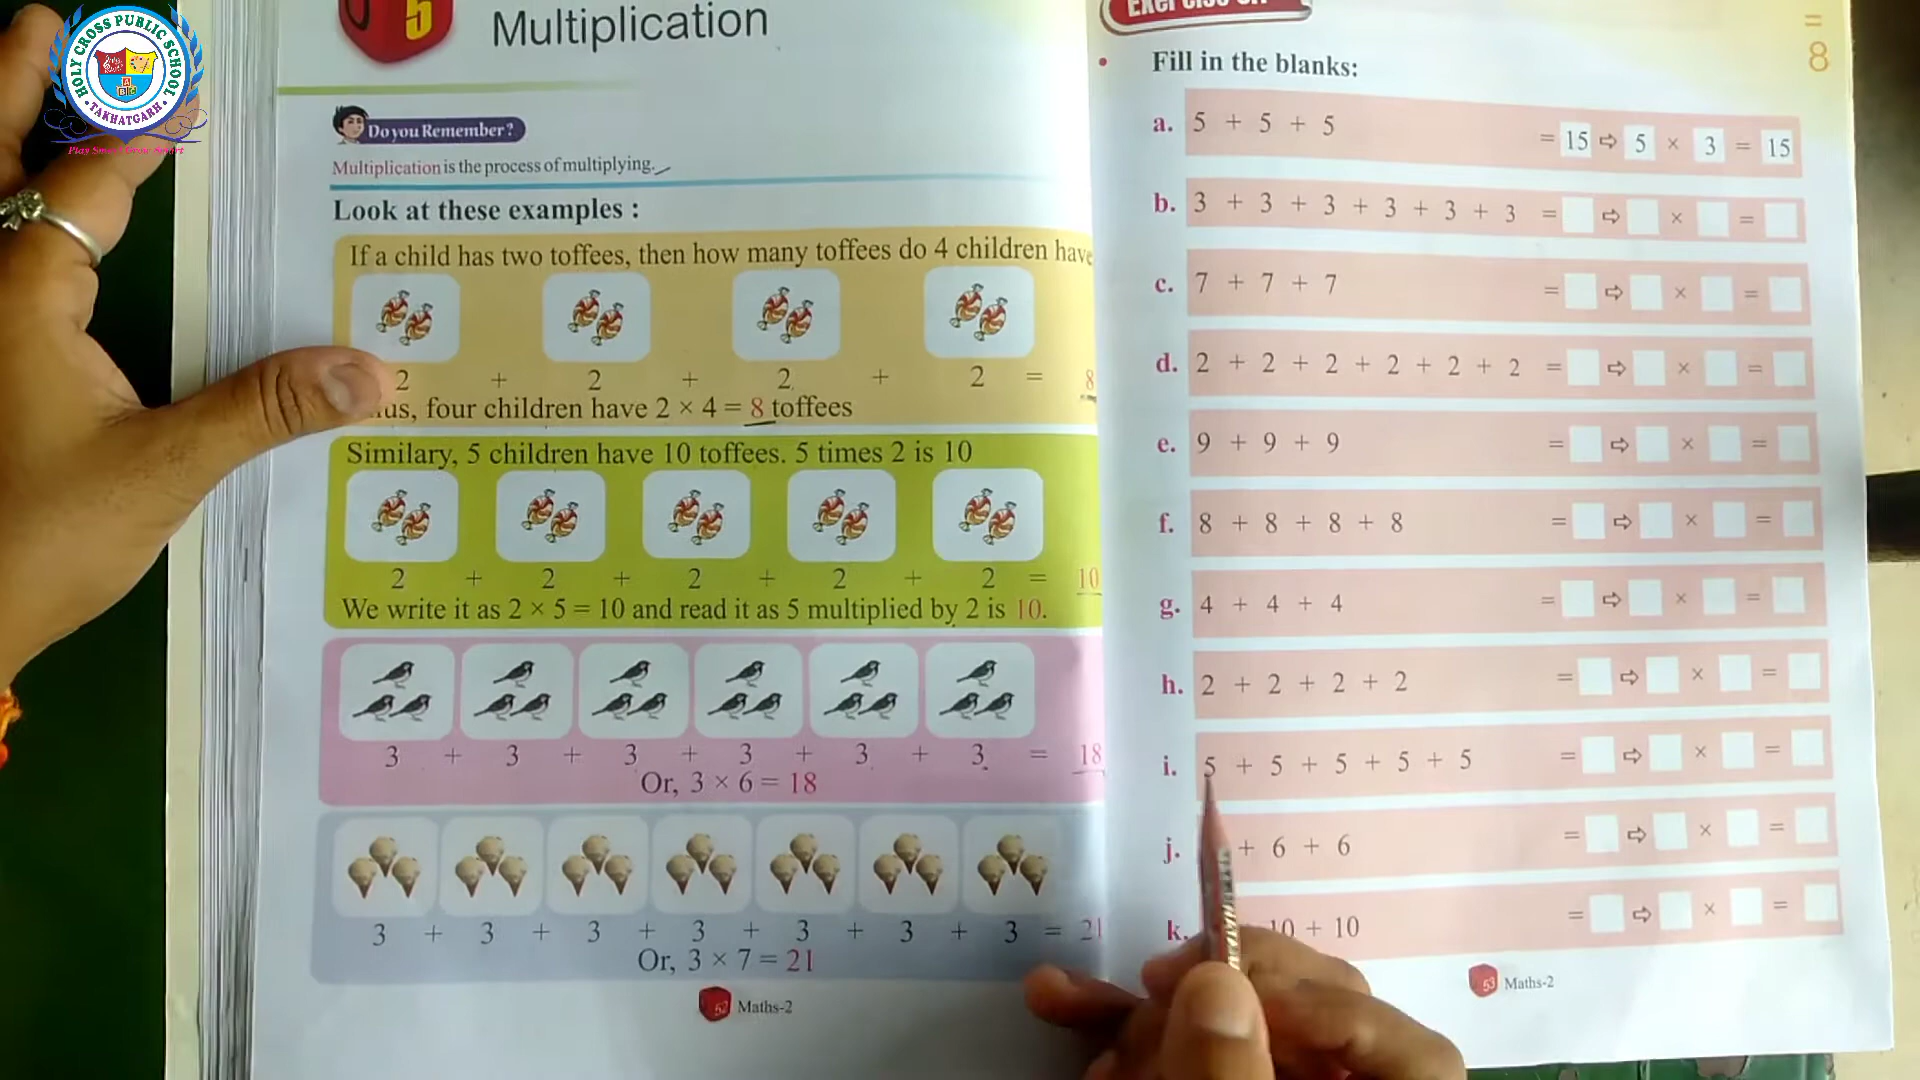 HOLY CROSS PUBLIC SCHOOL
TAKHATGARH
ABC
5
Multiplication
Do you Remember?
Multiplication is the process of multiplying.
Look at these examples :
If a child has two toffees, then how many toffees do 4 children have
2 + 2 + 2 + 2 = 8
four children have 2 × 4 = 8 toffees
Similary, 5 children have 10 toffees. 5 times 2 is 10
2 + 2 + 2 + 2 + 2 = 10
We write it as 2 × 5 = 10 and read it as 5 multiplied by 2 is 10.
3 + 3 + 3 + 3 + 3 + 3 = 18
Or, 3 × 6 = 18
3 + 3 + 3 + 3 + 3 + 3 + 3 = 21
Or, 3 × 7 = 21
52 Maths-2
=
8
Fill in the blanks:
a. 5 + 5 + 5 = 15 ⇨ 5 × 3 = 15
b. 3 + 3 + 3 + 3 + 3 + 3 = ⇨ × =
c. 7 + 7 + 7 = ⇨ × =
d. 2 + 2 + 2 + 2 + 2 + 2 = ⇨ × =
e. 9 + 9 + 9 = ⇨ × =
f. 8 + 8 + 8 + 8 = ⇨ × =
g. 4 + 4 + 4 = ⇨ × =
h. 2 + 2 + 2 + 2 = ⇨ × =
i. 5 + 5 + 5 + 5 + 5 = ⇨ × =
j. + 6 + 6 = ⇨ × =
k. 10 + 10 = ⇨ × =
53 Maths-2